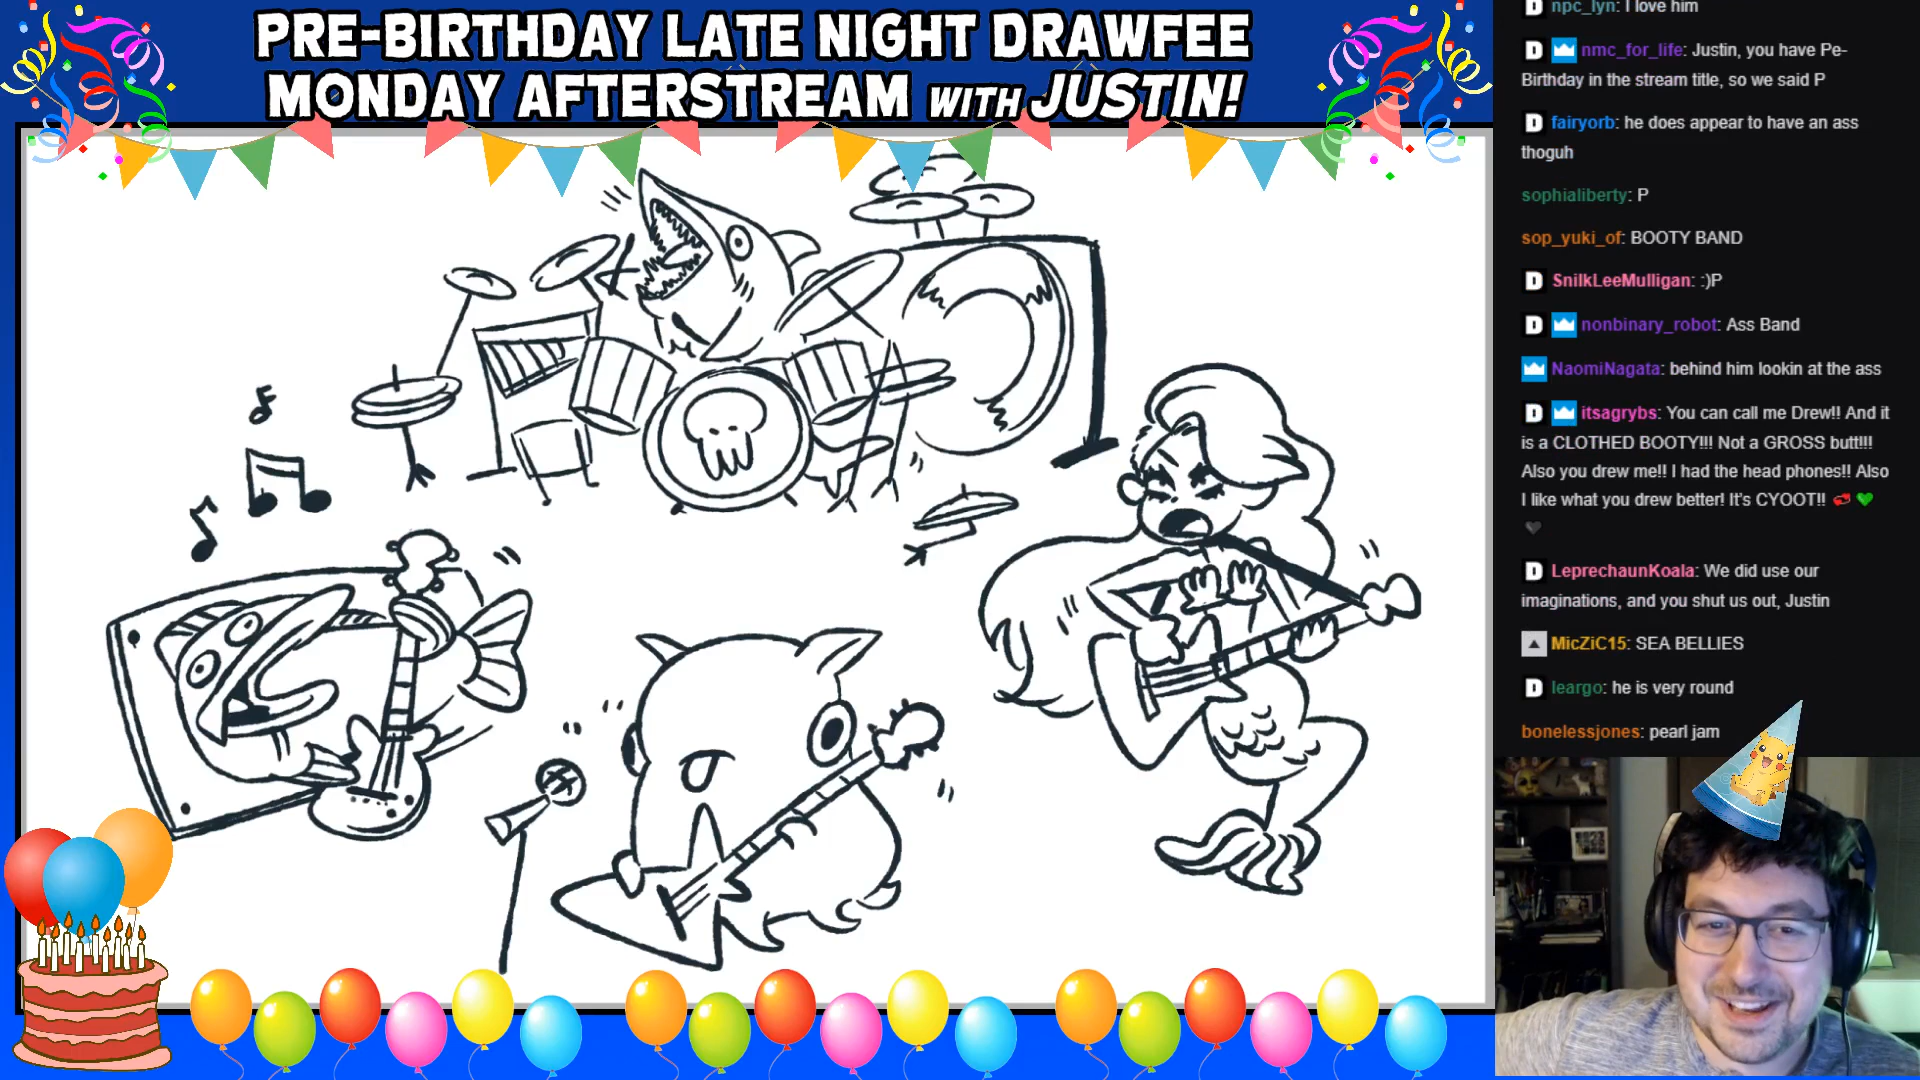 PRE-BIRTHDAY LATE NIGHT DRAWFEE
MONDAY AFTERSTREAM WITH JUSTIN!
npc_lyn: I love him
nmc_for_life: Justin, you have Pe-
Birthday in the stream title, so we said P
fairyorb: he does appear to have an ass
thoguh
sophialiberty: P
sop_yuki_of: BOOTY BAND
SnilkLeeMulligan: :)P
nonbinary_robot: Ass Band
NaomiNagata: behind him lookin at the ass
itsagrybs: You can call me Drew!! And it
is a CLOTHED BOOTY!!! Not a GROSS butt!!!
Also you drew me!! I had the head phones!! Also
I like what you drew better! It's CYOOT!!
LeprechaunKoala: We did use our
imaginations, and you shut us out, Justin
MicZiC15: SEA BELLIES
leargo: he is very round
bonelessjones: pearl jam